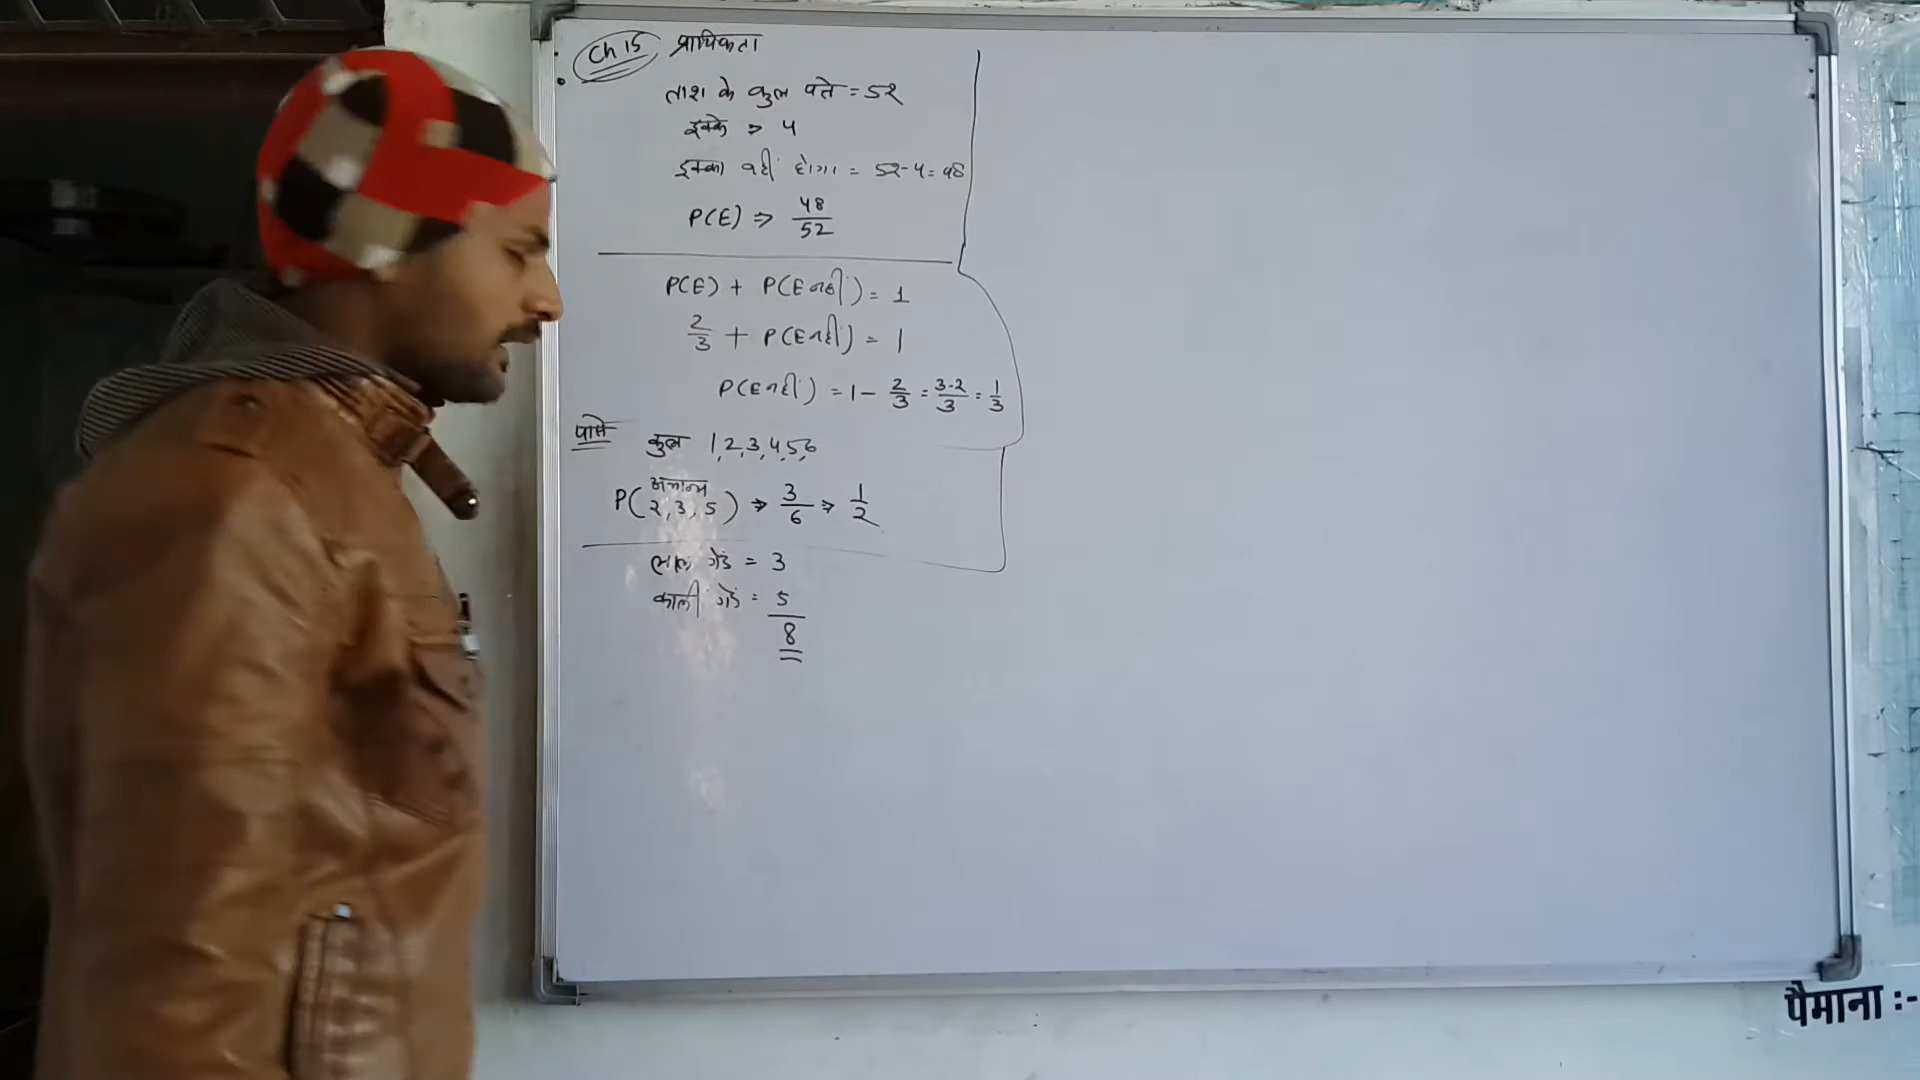 Ch 15 प्रायिकता
ताश के कुल पत्ते = 52
इक्के ⇒ 4
इक्का नहीं होगा = 52-4=48
P(E) ⇒ 48/52
P(E) + P(E नहीं) = 1
2/3 + P(E नहीं) = 1
P(E नहीं) = 1 - 2/3 = 3-2/3 = 1/3
पासे कुल 1,2,3,4,5,6
अभाज्य
P(2,3,5) ⇒ 3/6 ⇒ 1/2
लाल गेंदे = 3
काली गेंदे = 5
8
पैमाना :-